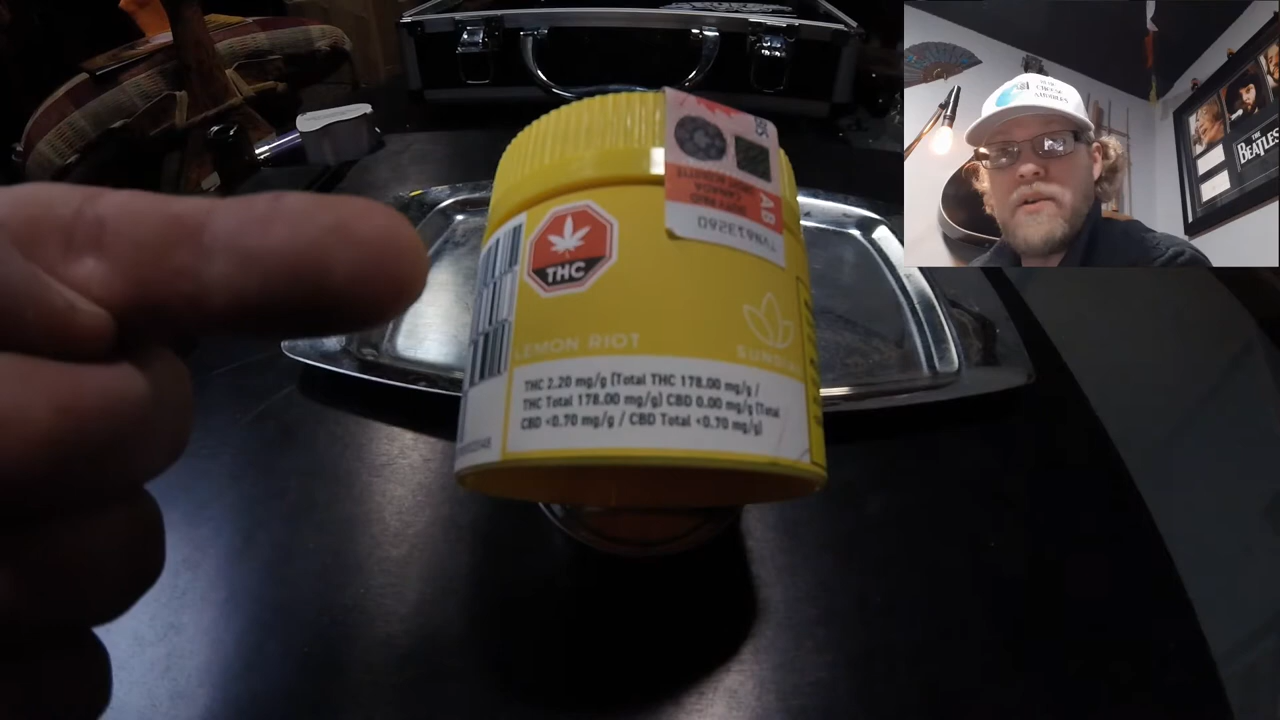 THC
LEMON RIOT
THC 2.20 mg/g (Total THC 178.00 mg/g /
THC Total 178.00 mg/g) CBD 0.00 mg/g (Total
CBD <0.70 mg/g / CBD Total <0.70 mg/g)
AB
CANADA
THE
BEATLES